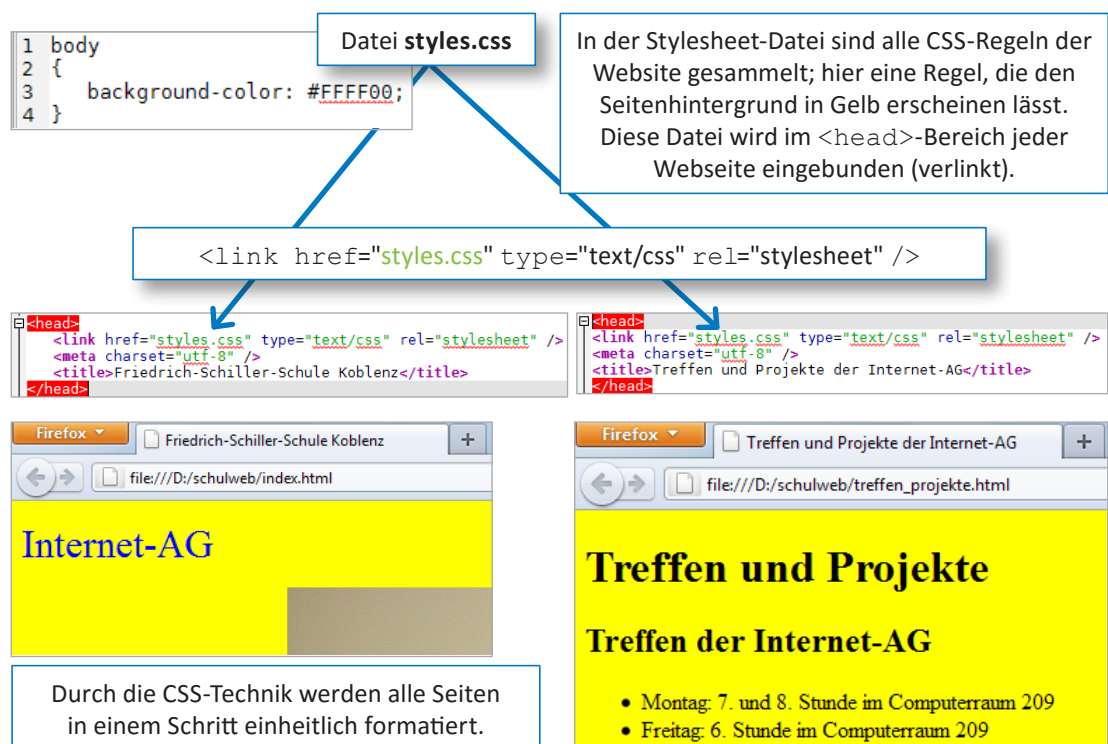 1 body
2 {
3 background-color: #FFFF00;
4 }
Datei styles.css
In der Stylesheet-Datei sind alle CSS-Regeln der
Website gesammelt; hier eine Regel, die den
Seitenhintergrund in Gelb erscheinen lässt.
Diese Datei wird im <head>-Bereich jeder
Webseite eingebunden (verlinkt).
<link href="styles.css" type="text/css" rel="stylesheet" />
<head>
<link href="styles.css" type="text/css" rel="stylesheet" />
<meta charset="utf-8" />
<title>Friedrich-Schiller-Schule Koblenz</title>
</head>
<head>
<link href="styles.css" type="text/css" rel="stylesheet" />
<meta charset="utf-8" />
<title>Treffen und Projekte der Internet-AG</title>
</head>
Firefox
Friedrich-Schiller-Schule Koblenz
file:///D:/schulweb/index.html
Internet-AG
Durch die CSS-Technik werden alle Seiten
in einem Schritt einheitlich formatiert.
Firefox
Treffen und Projekte der Internet-AG
file:///D:/schulweb/treffen_projekte.html
Treffen und Projekte
Treffen der Internet-AG
• Montag: 7. und 8. Stunde im Computerraum 209
• Freitag: 6. Stunde im Computerraum 209